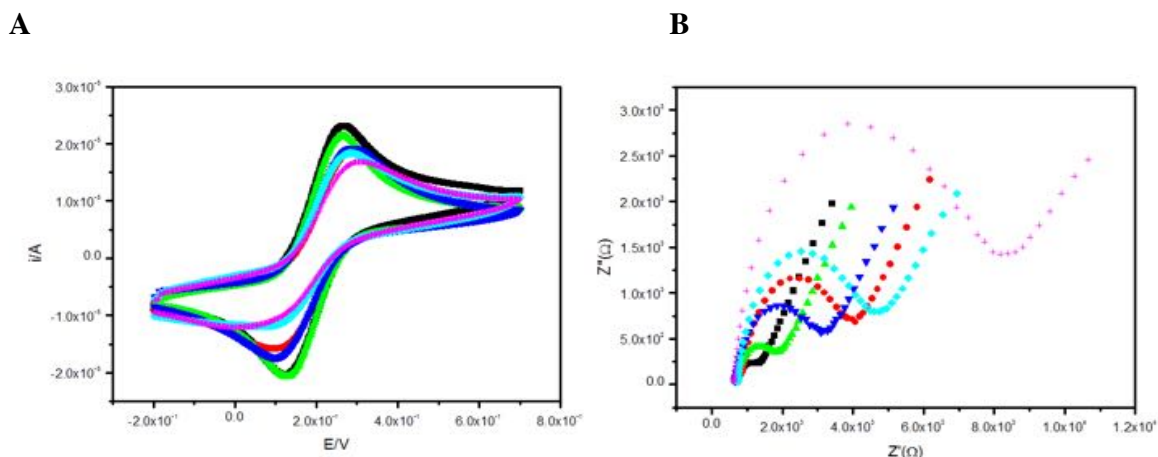 A
B
3.0x10⁻⁵
2.0x10⁻⁵
1.0x10⁻⁵
0.0
-1.0x10⁻⁵
-2.0x10⁻⁵
i/A
-2.0x10⁻¹
0.0
2.0x10⁻¹
4.0x10⁻¹
6.0x10⁻¹
8.0x10⁻¹
E/V
3.0x10³
2.5x10³
2.0x10³
1.5x10³
1.0x10³
5.0x10²
0.0
Z"(Ω)
0.0
2.0x10³
4.0x10³
6.0x10³
8.0x10³
1.0x10⁴
1.2x10⁴
Z'(Ω)